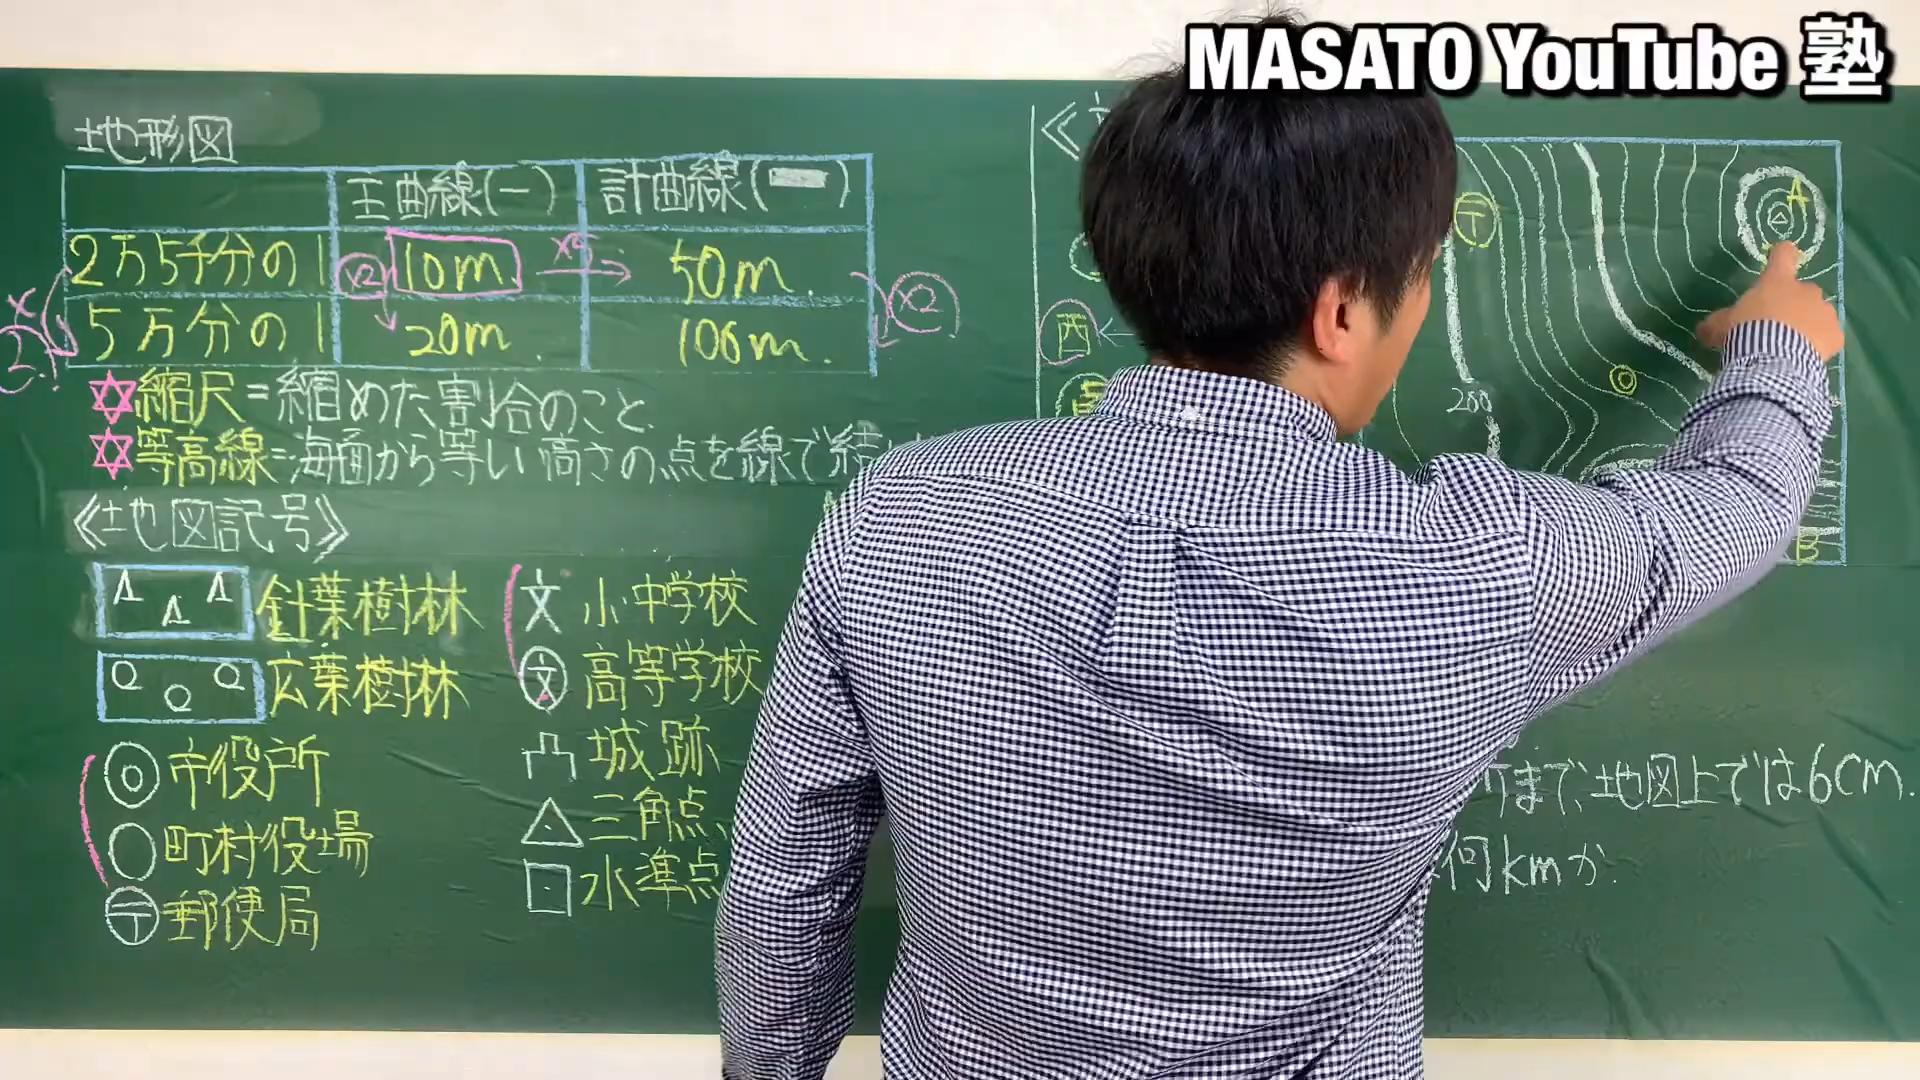 MASATO YouTube 塾
地形図
主曲線(一) 計曲線( )
2万5千分の1 ×2 10m ×5 50m ×2
5万分の1 20m 100m
×2
☆縮尺=縮めた割合のこと
☆等高線=海面から等しい高さの点を線で結
《地図記号》
針葉樹林
広葉樹林
市役所
町村役場
〒 郵便局
文 小中学校
文 高等学校
城跡
三角点
水準点
《
西
〒
A
200
B
まで、地図上では6cm.
何kmか.